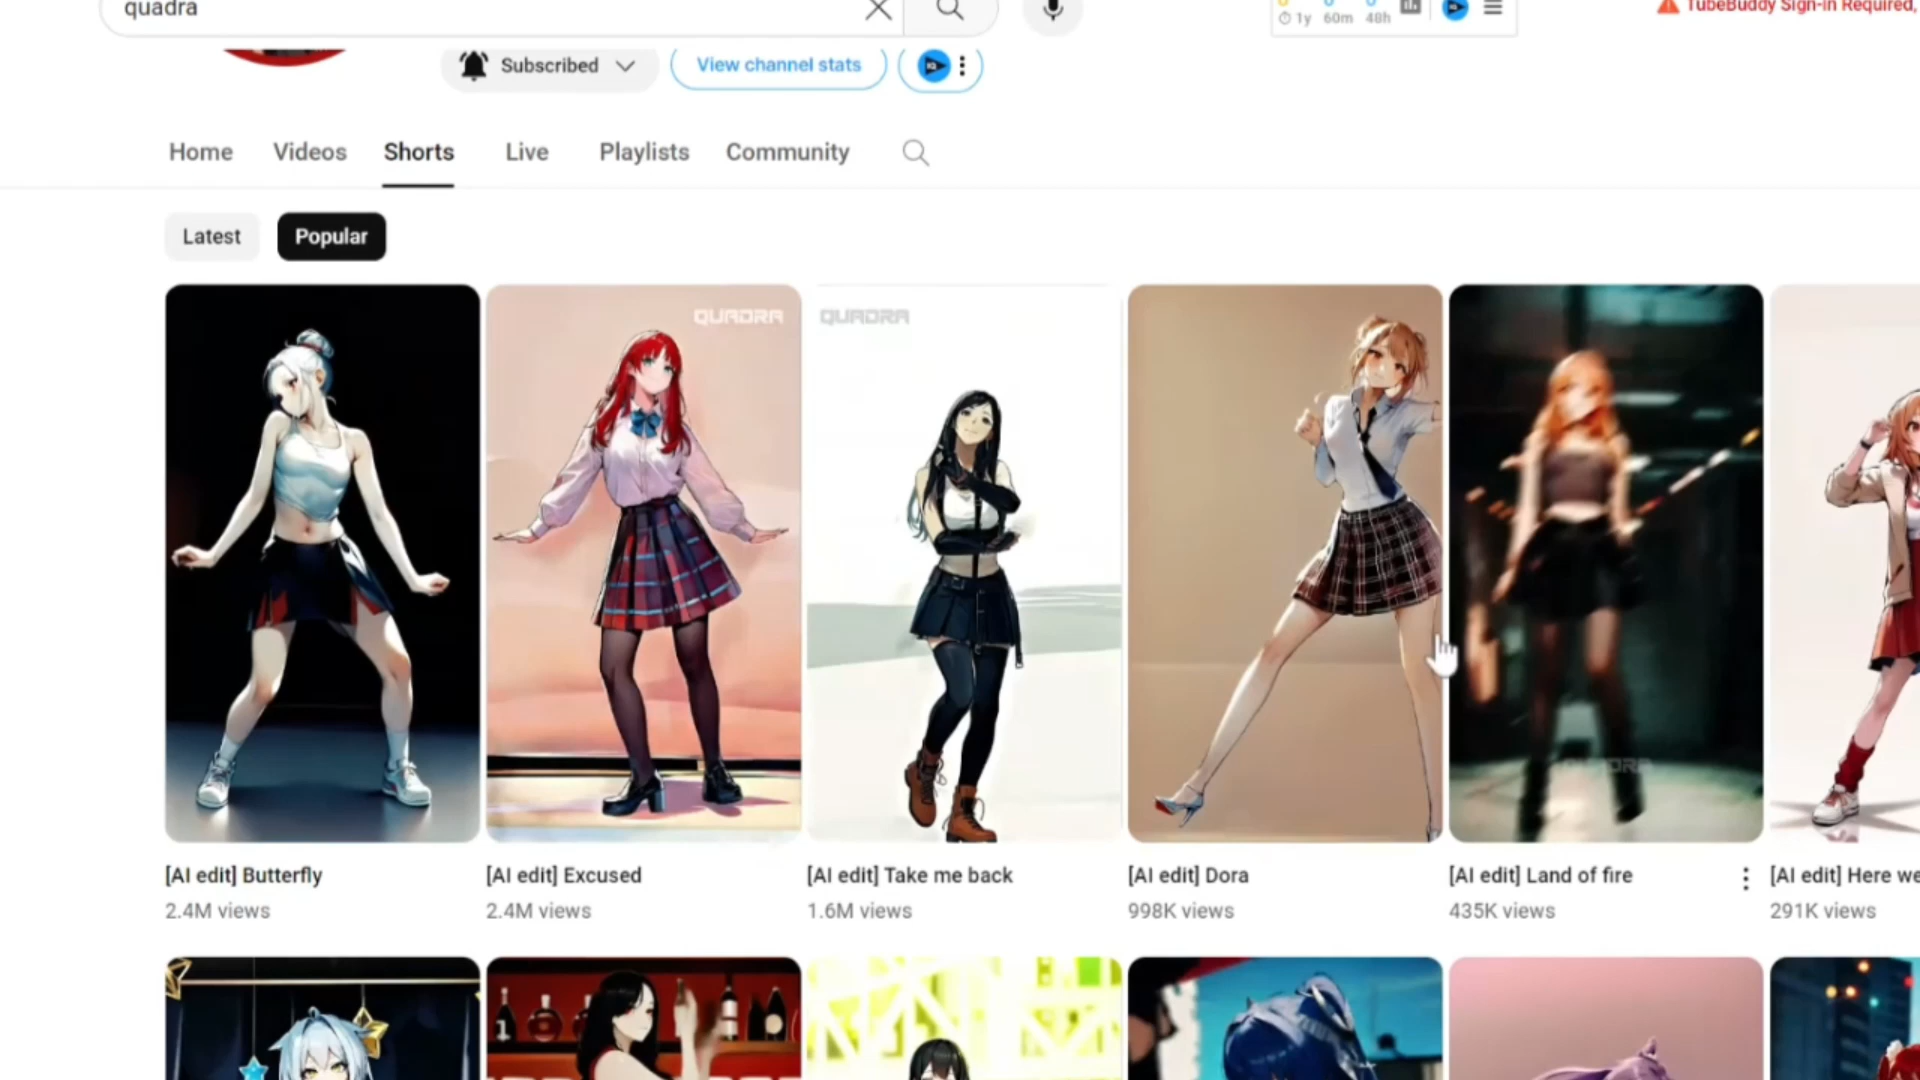 quadra
1y 60m 48h
TubeBuddy Sign-In Required,
Subscribed
View channel stats
IQ
Home Videos Shorts Live Playlists Community
Latest Popular
QUADRA
QUADRA
[AI edit] Butterfly
2.4M views
[AI edit] Excused
2.4M views
[AI edit] Take me back
1.6M views
[AI edit] Dora
998K views
[AI edit] Land of fire
435K views
[AI edit] Here we
291K views